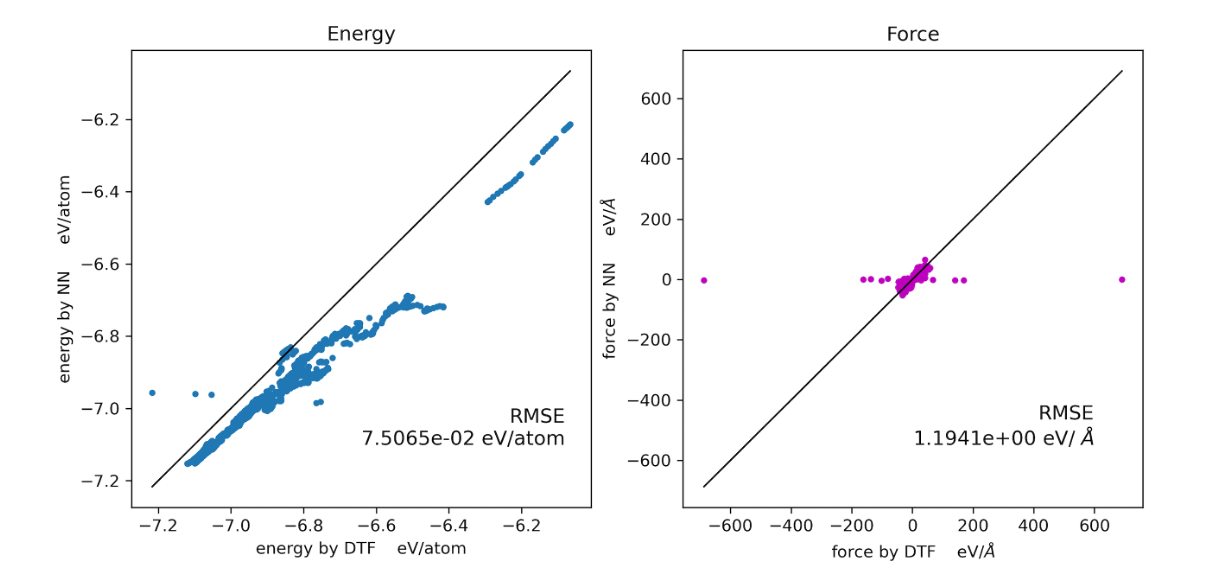 Energy
−6.2
−6.4
−6.6
−6.8
−7.0
−7.2
energy by NN eV/atom
RMSE
7.5065e-02 eV/atom
−7.2 −7.0 −6.8 −6.6 −6.4 −6.2
energy by DTF eV/atom
Force
600
400
200
0
−200
−400
−600
force by NN eV/Å
RMSE
1.1941e+00 eV/ Å
−600 −400 −200 0 200 400 600
force by DTF eV/Å